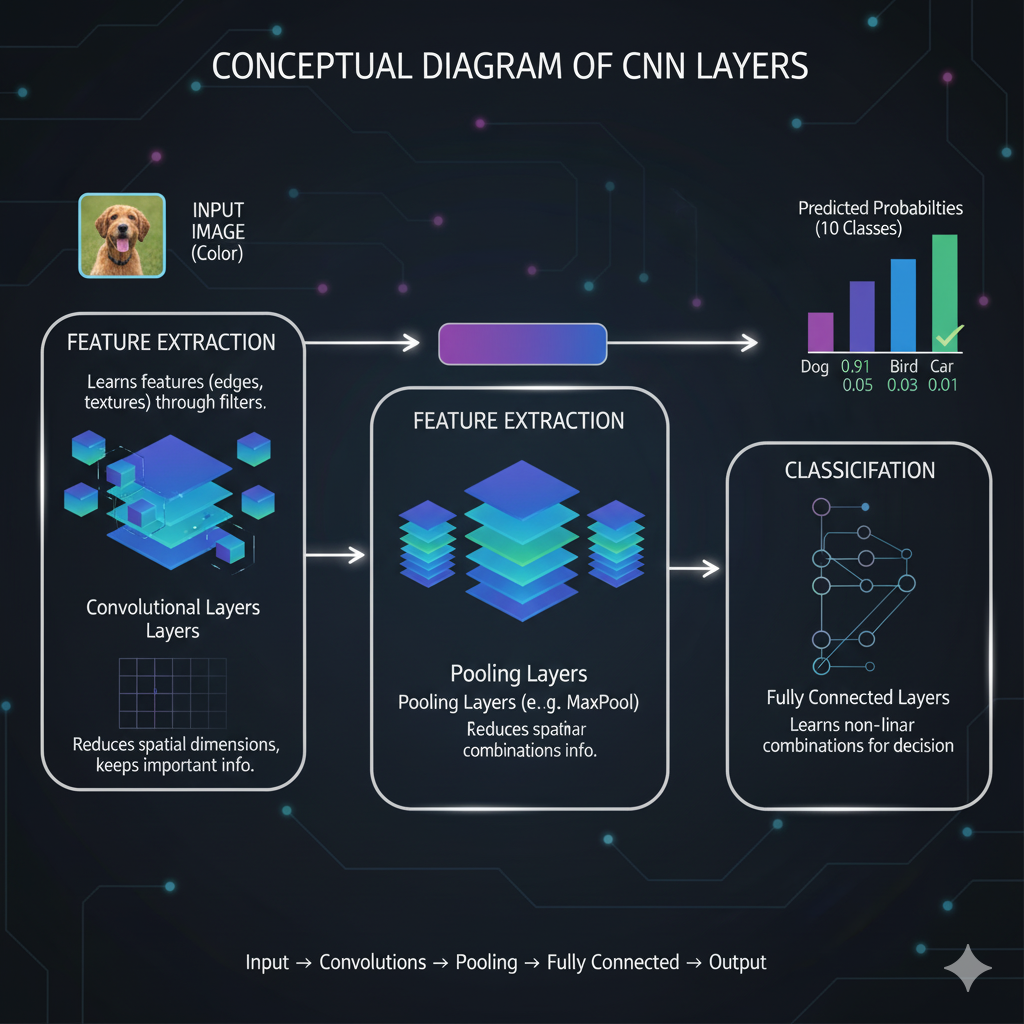 CONCEPTUAL DIAGRAM OF CNN LAYERS
INPUT
IMAGE
(Color)
Predicted Probabilties
(10 Classes)
Dog 0.91 Bird Car
0.05 0.03 0.01
FEATURE EXTRACTION
Learns features (edges,
textures) through filters.
Convolutional Layers
Layers
Reduces spatial dimensions,
keeps important info.
FEATURE EXTRACTION
Pooling Layers
Pooling Layers (e.g. MaxPool)
Reduces spathar
combinations info.
CLASSICIFATION
Fully Connected Layers
Learns non-linar
combinations for decision
Input → Convolutions → Pooling → Fully Connected → Output